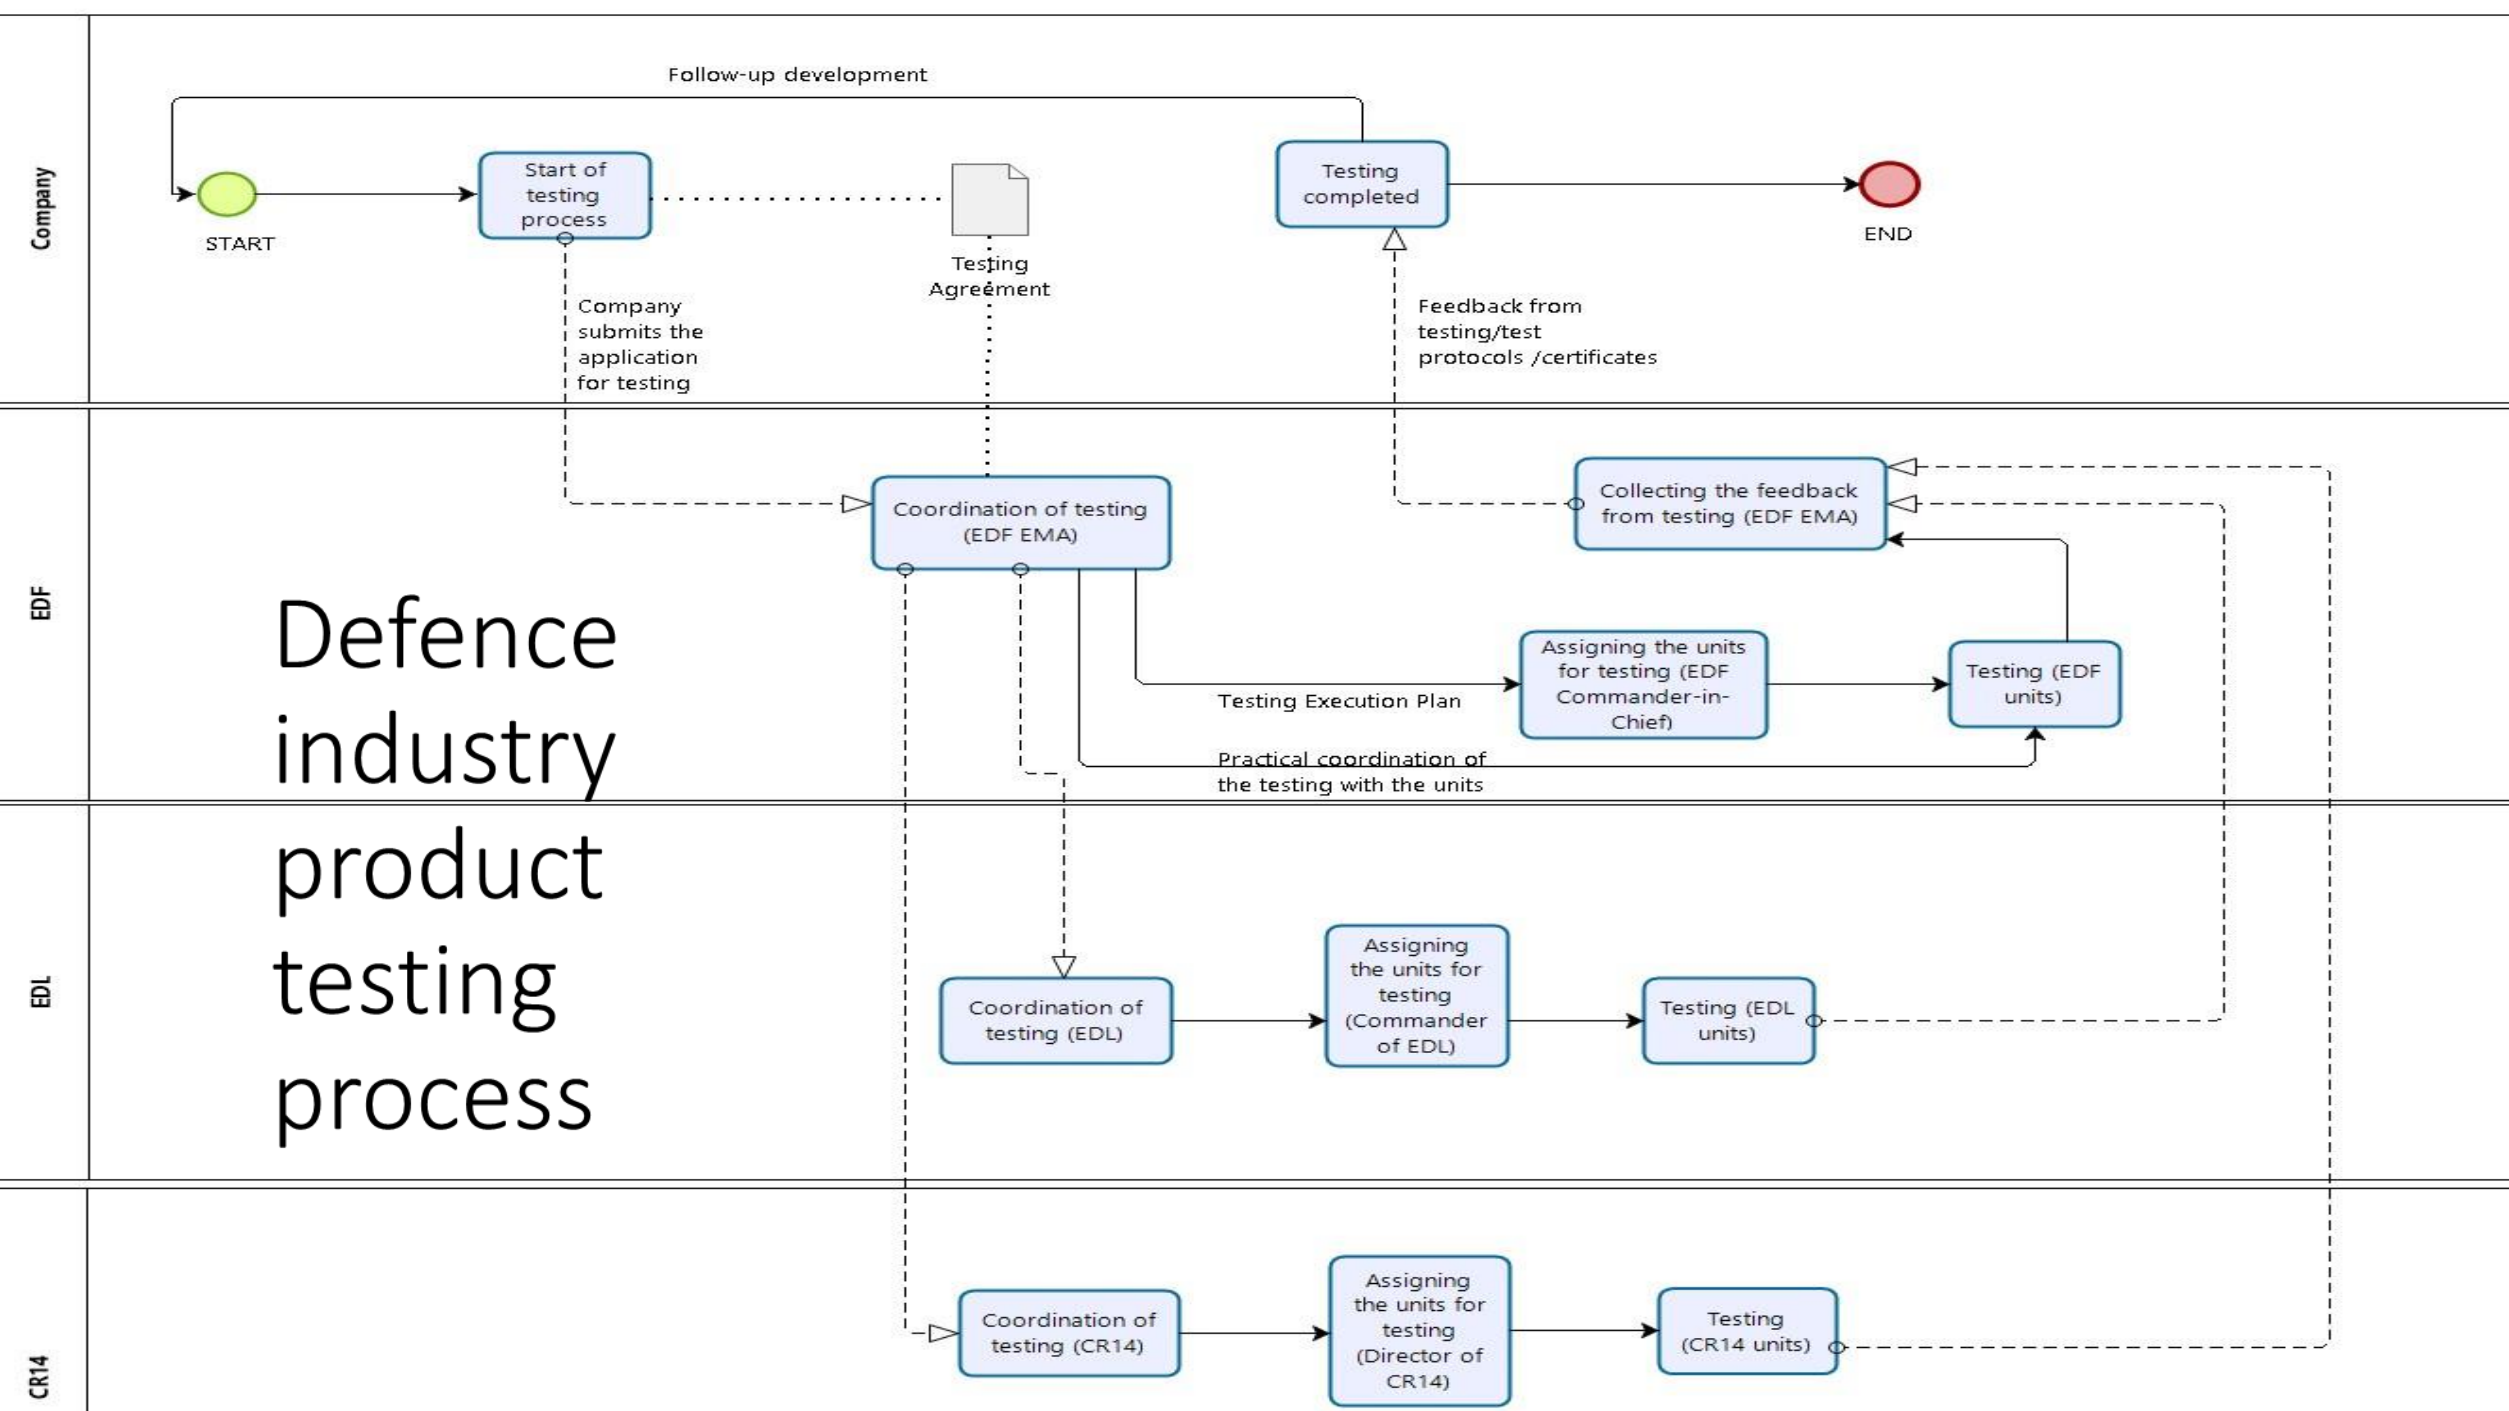 Company
Follow-up development
START
Start of
testing
process
Testing
Agreement
Testing
completed
END
Company
submits the
application
for testing
Feedback from
testing/test
protocols /certificates
EDF
Coordination of testing
(EDF EMA)
Collecting the feedback
from testing (EDF EMA)
Assigning the units
for testing (EDF
Commander-in-
Chief)
Testing (EDF
units)
Testing Execution Plan
Practical coordination of
the testing with the units
Defence
industry
product
testing
process
EDL
Coordination of
testing (EDL)
Assigning
the units for
testing
(Commander
of EDL)
Testing (EDL
units)
CR14
Coordination of
testing (CR14)
Assigning
the units for
testing
(Director of
CR14)
Testing
(CR14 units)